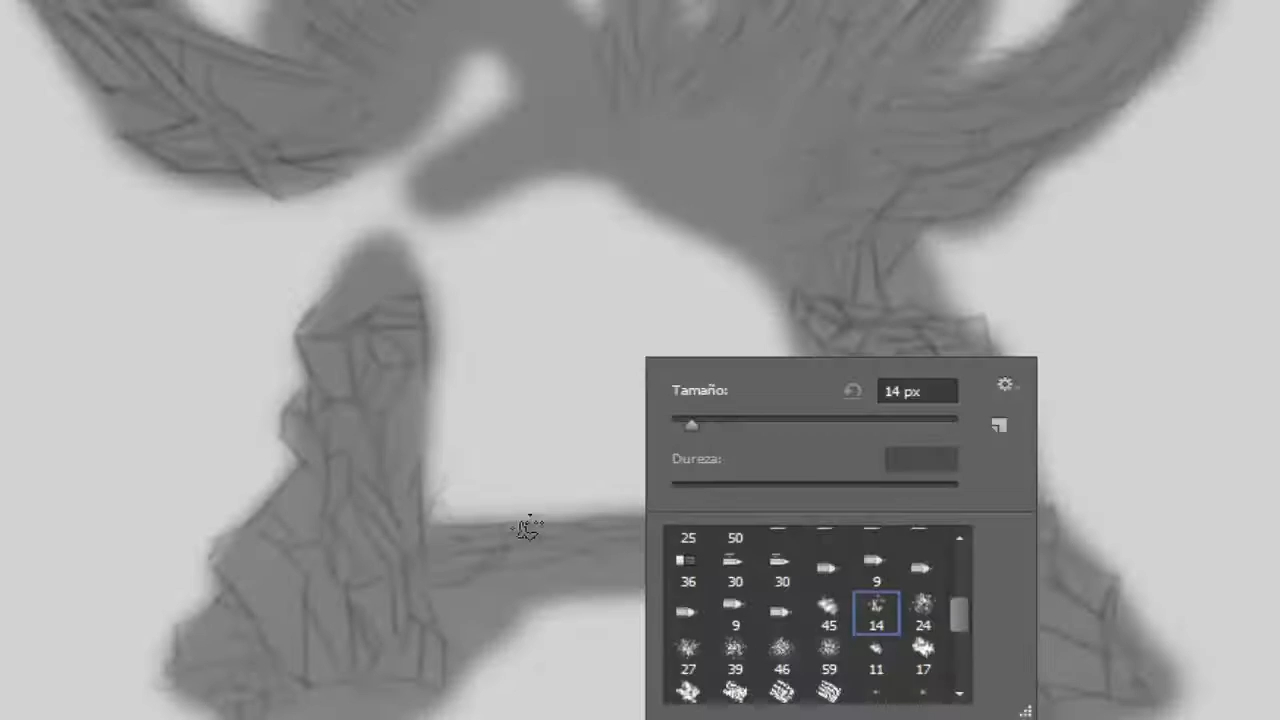 Tamaño:
14 px
Dureza:
25 50
36 30 30 9
9 45 14 24
27 39 46 59 11 17